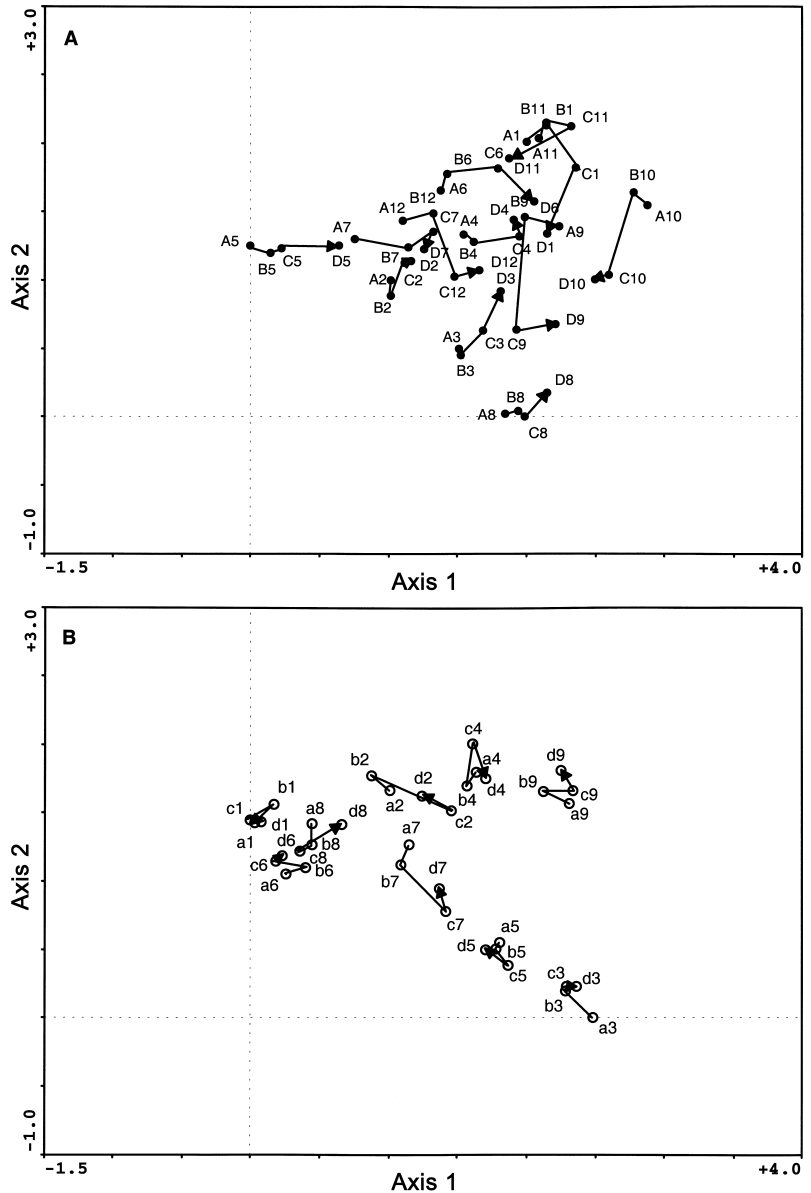 +3.0
A
B11 B1 C11
A1
A11
C6
D11
C1
B6
A6
B10
A10
B9 D6
B12
A12
C7
D4
A9
A4
B4
C4
D1
A7
A5
B5 C5 D5
B7
D7
D2
D12
D10 C10
A2 C2
B2
C12
D3
A3
B3
C3 C9
D9
D8
A8 B8
C8
Axis 2
-1.0
-1.5
+4.0
Axis 1
+3.0
B
c4
b2
a4
d9
b1
d2
d4
b9
c9
a2
b4
a9
c1
a8 d8
c2
d1
a1
d6 b8
a7
c6
c8
b6
a6
b7
d7
c7
a5
d5
b5
c5
c3 d3
b3
a3
Axis 2
-1.0
-1.5
+4.0
Axis 1